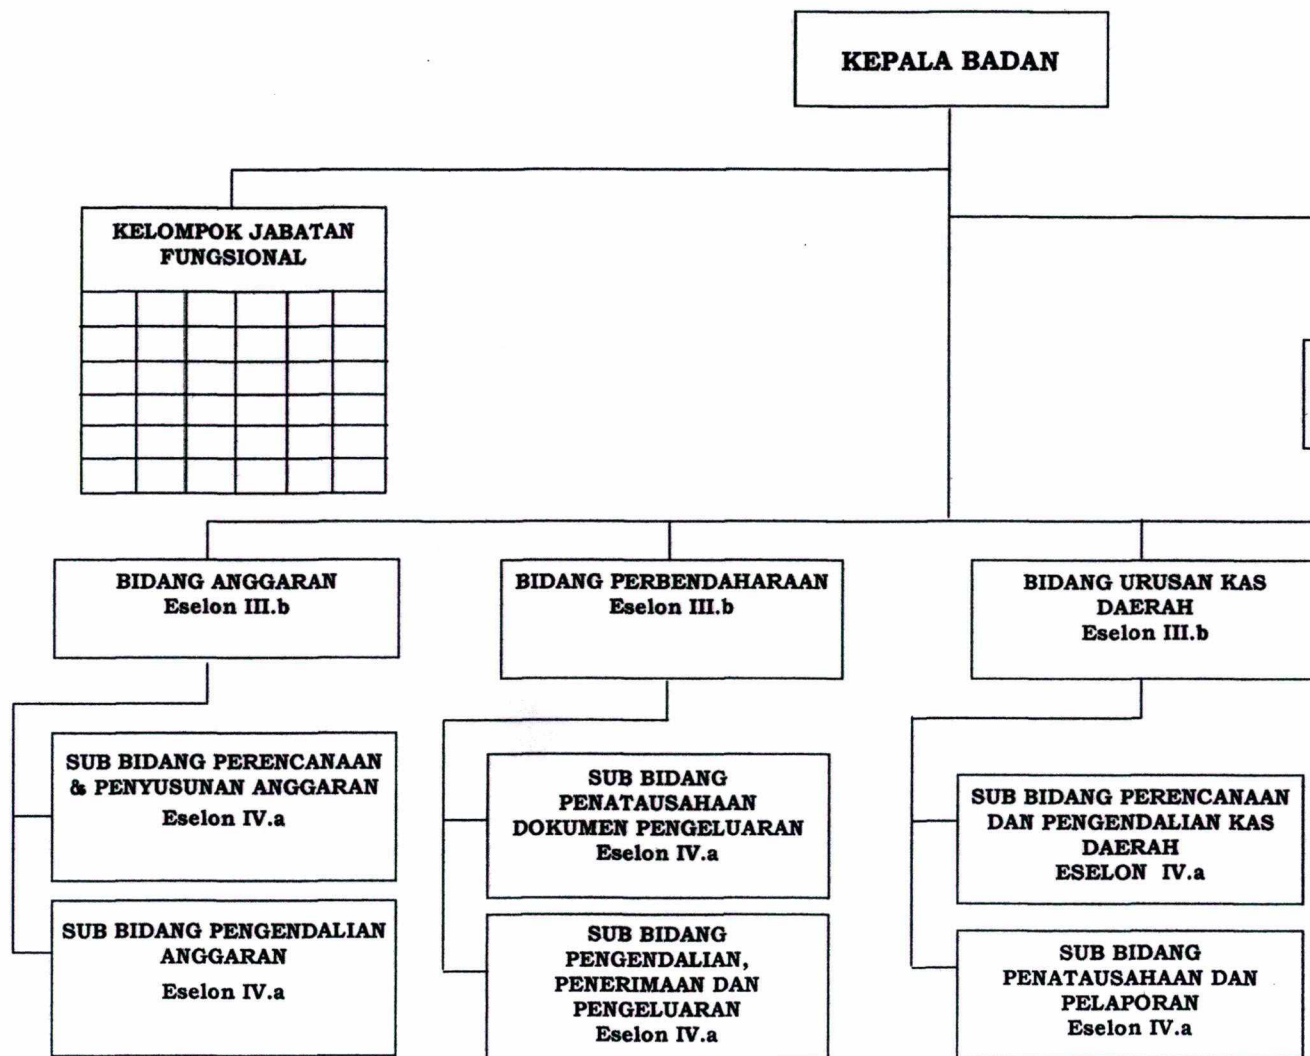 KEPALA BADAN
KELOMPOK JABATAN
FUNGSIONAL
BIDANG ANGGARAN
Eselon III.b
BIDANG PERBENDAHARAAN
Eselon III.b
BIDANG URUSAN KAS
DAERAH
Eselon III.b
SUB BIDANG PERENCANAAN
& PENYUSUNAN ANGGARAN
Eselon IV.a
SUB BIDANG PENGENDALIAN
ANGGARAN
Eselon IV.a
SUB BIDANG
PENATAUSAHAAN
DOKUMEN PENGELUARAN
Eselon IV.a
SUB BIDANG
PENGENDALIAN,
PENERIMAAN DAN
PENGELUARAN
Eselon IV.a
SUB BIDANG PERENCANAAN
DAN PENGENDALIAN KAS
DAERAH
ESELON IV.a
SUB BIDANG
PENATAUSAHAAN DAN
PELAPORAN
Eselon IV.a